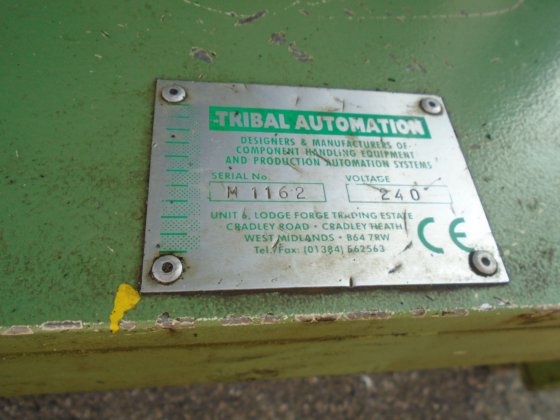 TRIBAL AUTOMATION
DESIGNERS & MANUFACTURERS OF
COMPONENT HANDLING EQUIPMENT
AND PRODUCTION AUTOMATION SYSTEMS
SERIAL No. VOLTAGE
M 1162 240
UNIT 6, LODGE FORGE TRADING ESTATE
CRADLEY ROAD · CRADLEY HEATH
WEST MIDLANDS · B64 7RW
Tel./Fax: (01384) 562563
CE